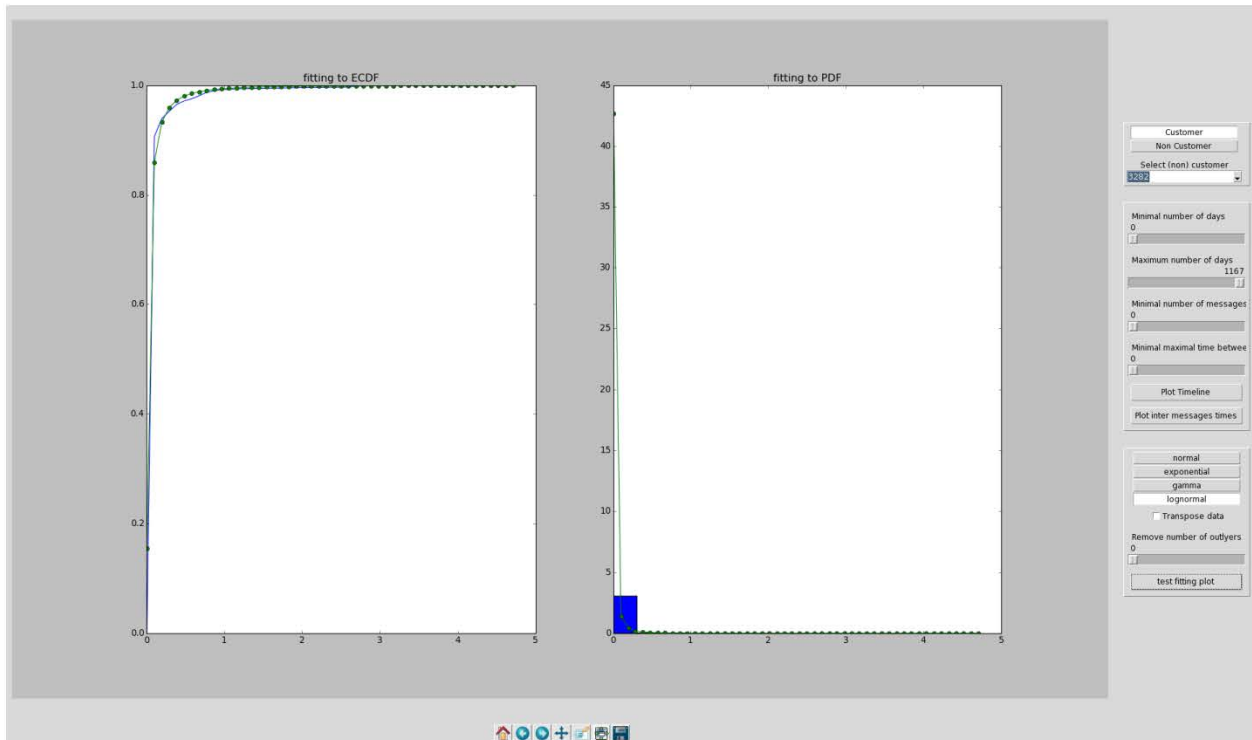 fitting to ECDF
1.0
0.8
0.6
0.4
0.2
0.0
0 1 2 3 4 5
fitting to PDF
45
40
35
30
25
20
15
10
5
0
0 1 2 3 4 5
Customer
Non Customer
Select (non) customer
3282
Minimal number of days
0
Maximum number of days
1167
Minimal number of messages
0
Minimal maximal time betwee
0
Plot Timeline
Plot inter messages times
normal
exponential
gamma
lognormal
Transpose data
Remove number of outlyers
0
test fitting plot